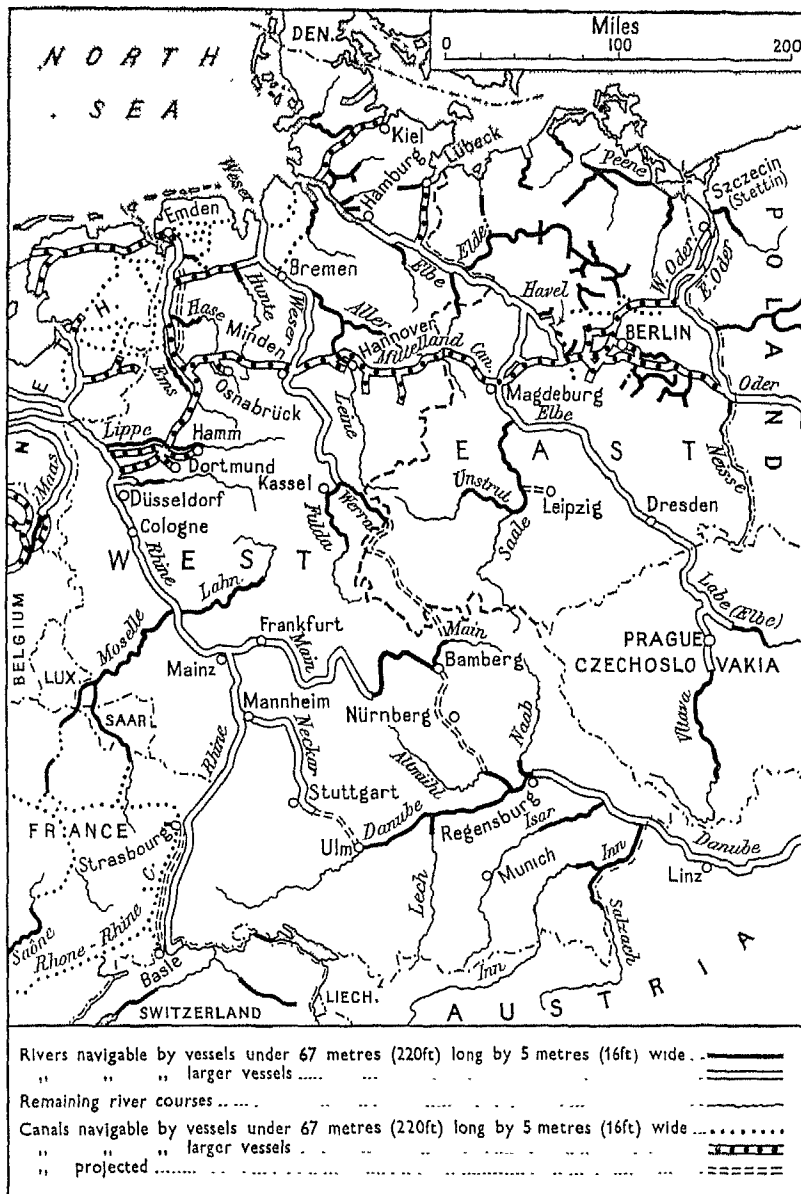 NORTH
SEA
DEN.
Miles
0 100 200
Kiel
Lübeck
Hamburg
Peene
Szczecin
(Stettin)
POLAND
Weser
Emden
Elde
W. Oder
E. Oder
Bremen
Elbe
Havel
Hunte
Weser
Aller
Hase
Minden
Hannover
BERLIN
Mittelland Can.
Ems
Osnabrück
Magdeburg
Oder
Leine
Elbe
Lippe
Hamm
EAST
Neisse
Maas
Dortmund
Kassel
Unstrut
Leipzig
Düsseldorf
Werra
Dresden
Cologne
Fulda
Saale
WEST
Rhine
Lahn
Labe (Elbe)
BELGIUM
Moselle
Frankfurt
Main
Main
PRAGUE
Mainz
Bamberg
CZECHOSLOVAKIA
LUX.
Mannheim
SAAR
Nürnberg
Naab
Vltava
Neckar
Rhine
Altmühl
Stuttgart
FRANCE
Danube
Regensburg
Strasbourg
Isar
Ulm
Danube
Munich
Inn
Linz
Lech
Salzach
Saône
Rhone-Rhine C.
Basle
Inn
LIECH.
SWITZERLAND
AUSTRIA
Rivers navigable by vessels under 67 metres (220ft) long by 5 metres (16ft) wide
„ „ „ larger vessels
Remaining river courses
Canals navigable by vessels under 67 metres (220ft) long by 5 metres (16ft) wide
„ „ „ larger vessels
„ projected